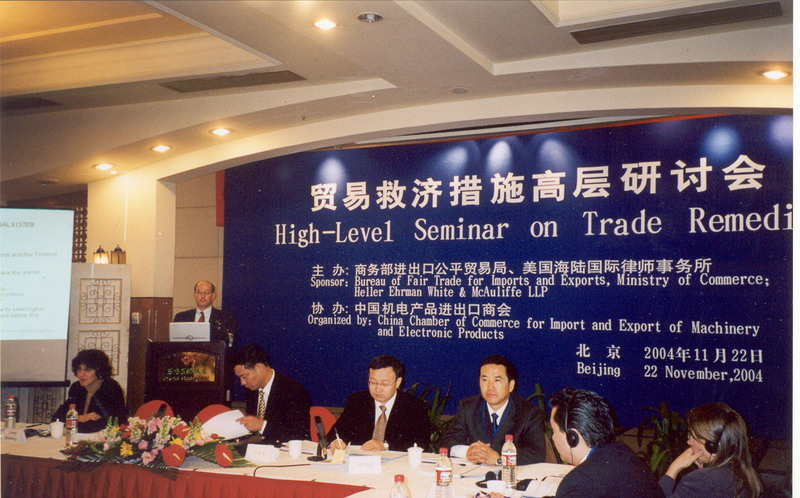 贸易救济措施高层研讨会
High-Level Seminar on Trade Remedi
主办: 商务部进出口公平贸易局、美国海陆国际律师事务所
Sponsor: Bureau of Fair Trade for Imports and Exports, Ministry of Commerce;
Heller Ehrman White & McAuliffe LLP
协办: 中国机电产品进出口商会
Organized by: China Chamber of Commerce for Import and Export of Machinery
and Electronic Products
北京 2004年11月22日
Beijing 22 November,2004
SYSTEM